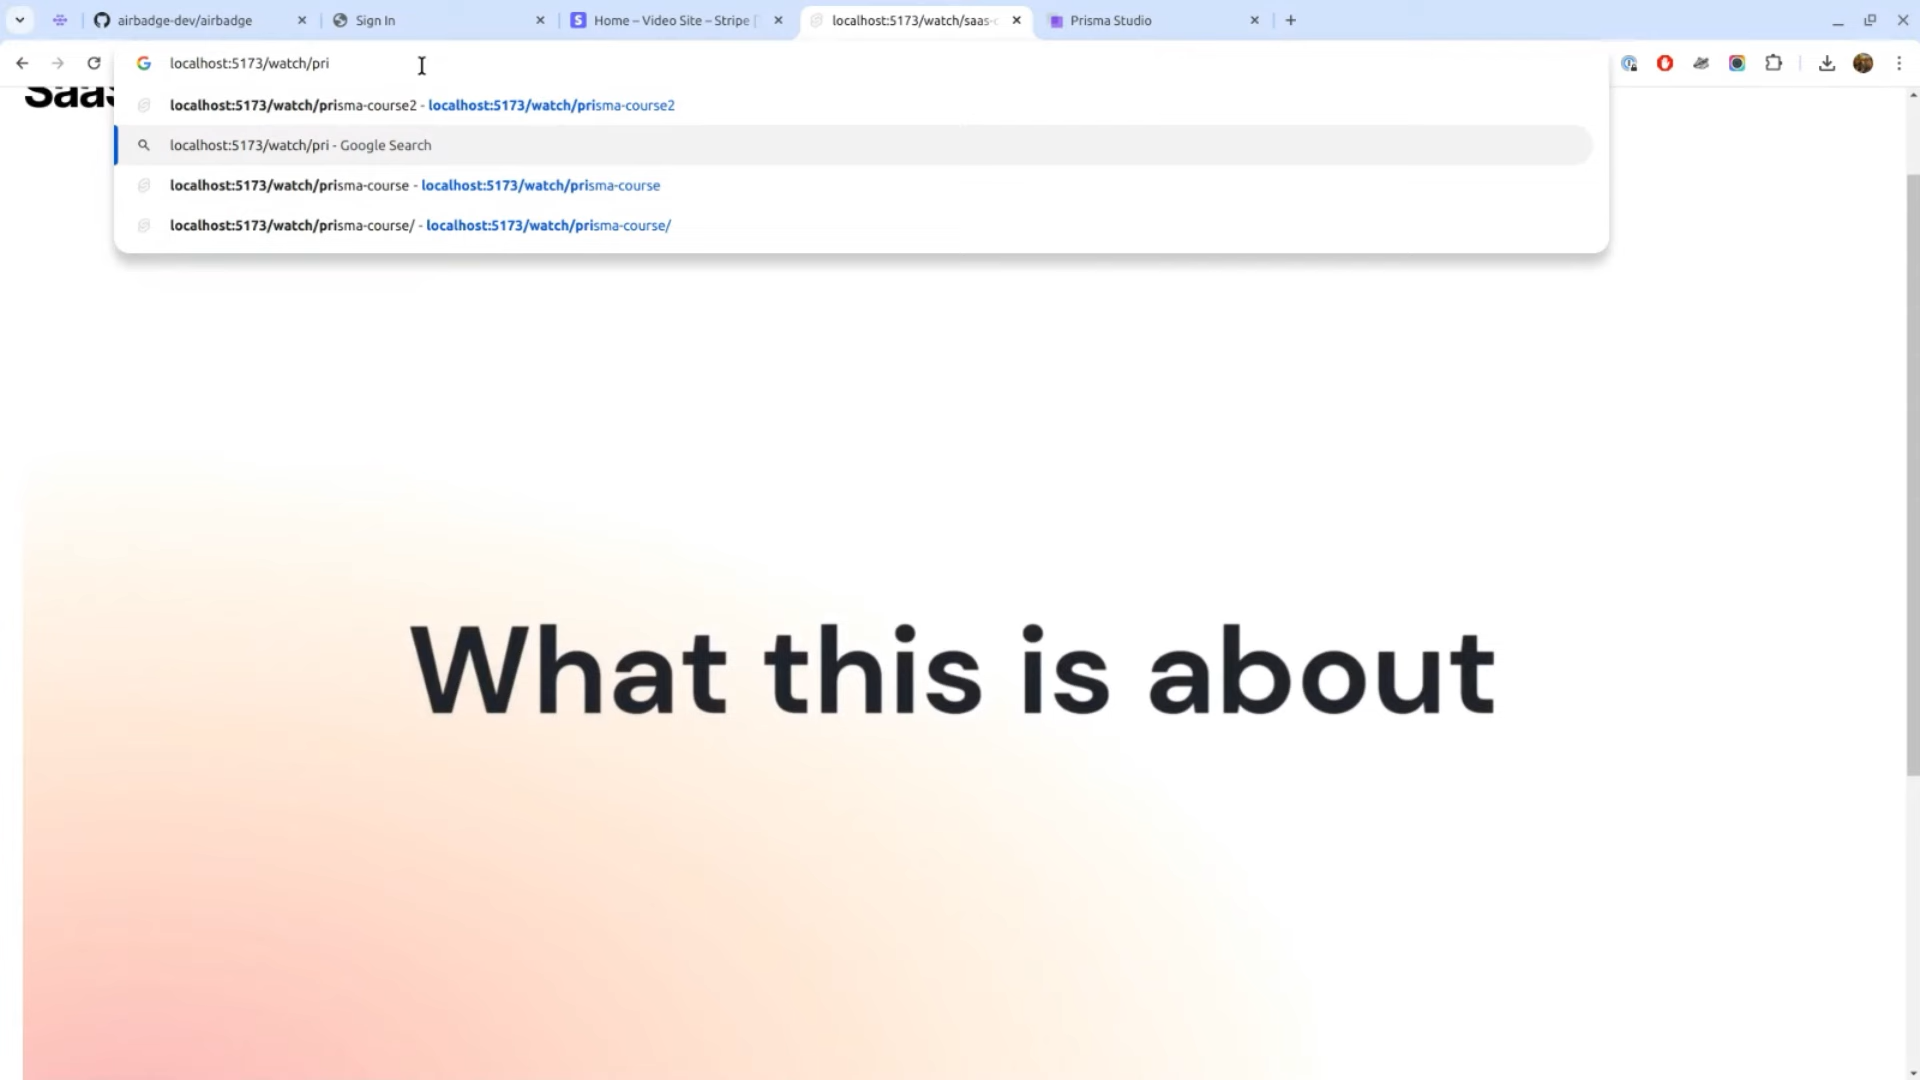 airbadge-dev/airbadge
Sign In
Home – Video Site – Stripe [
localhost:5173/watch/saas-c
Prisma Studio
localhost:5173/watch/pri
localhost:5173/watch/prisma-course2 - localhost:5173/watch/prisma-course2
localhost:5173/watch/pri - Google Search
localhost:5173/watch/prisma-course - localhost:5173/watch/prisma-course
localhost:5173/watch/prisma-course/ - localhost:5173/watch/prisma-course/
SaaS
What this is about